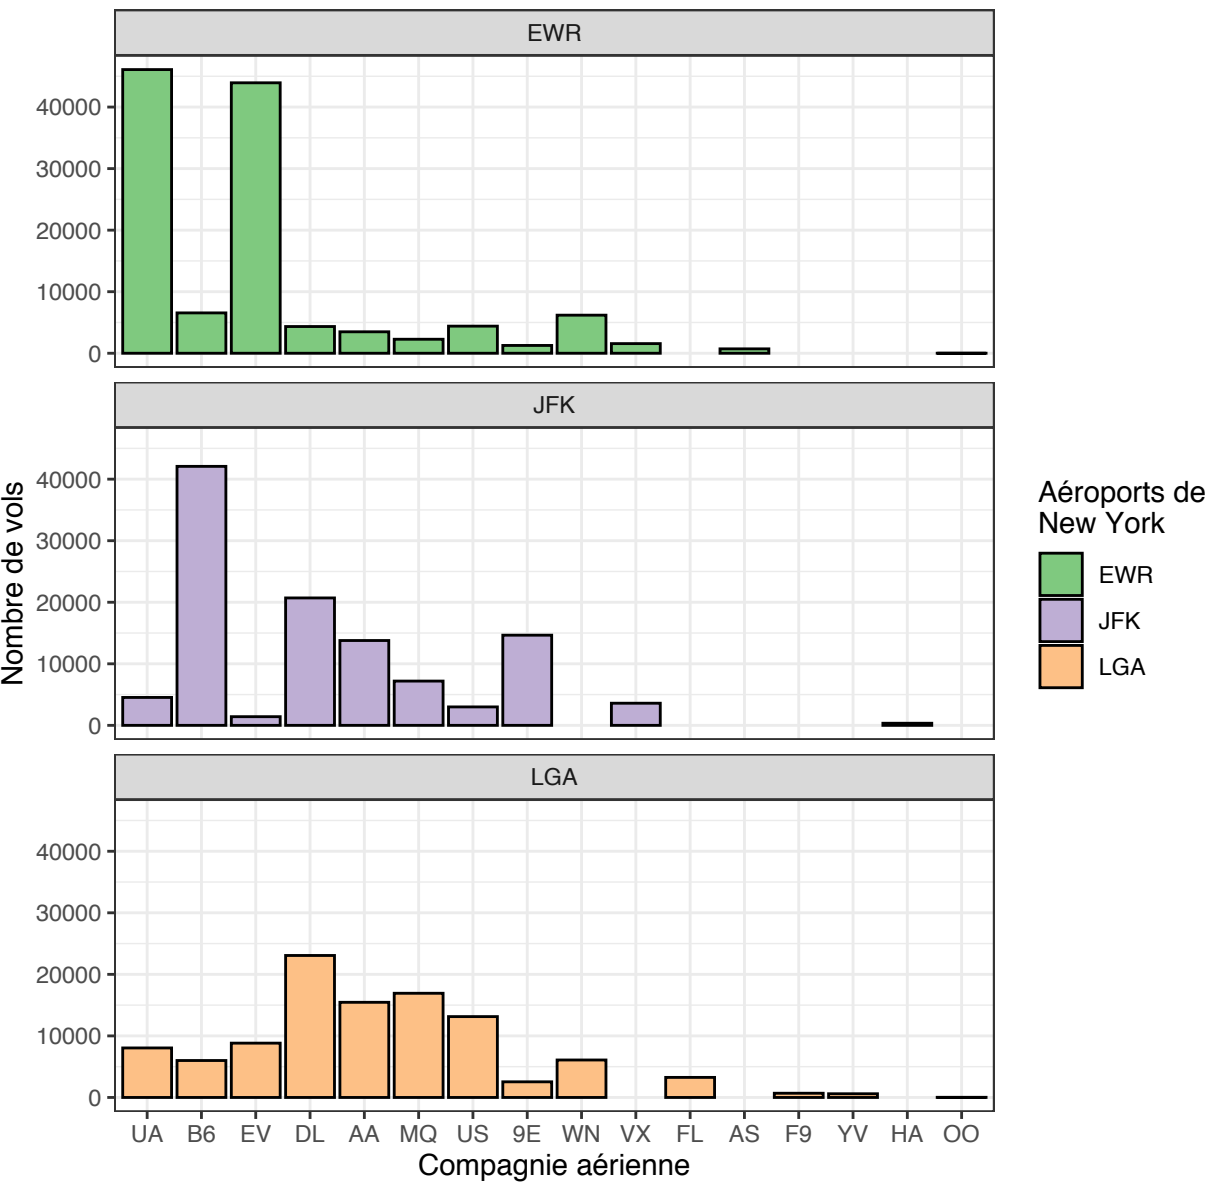 EWR
40000
30000
20000
10000
0
JFK
40000
30000
20000
10000
0
LGA
40000
30000
20000
10000
0
UA B6 EV DL AA MQ US 9E WN VX FL AS F9 YV HA OO
Compagnie aérienne
Nombre de vols
Aéroports de
New York
EWR
JFK
LGA